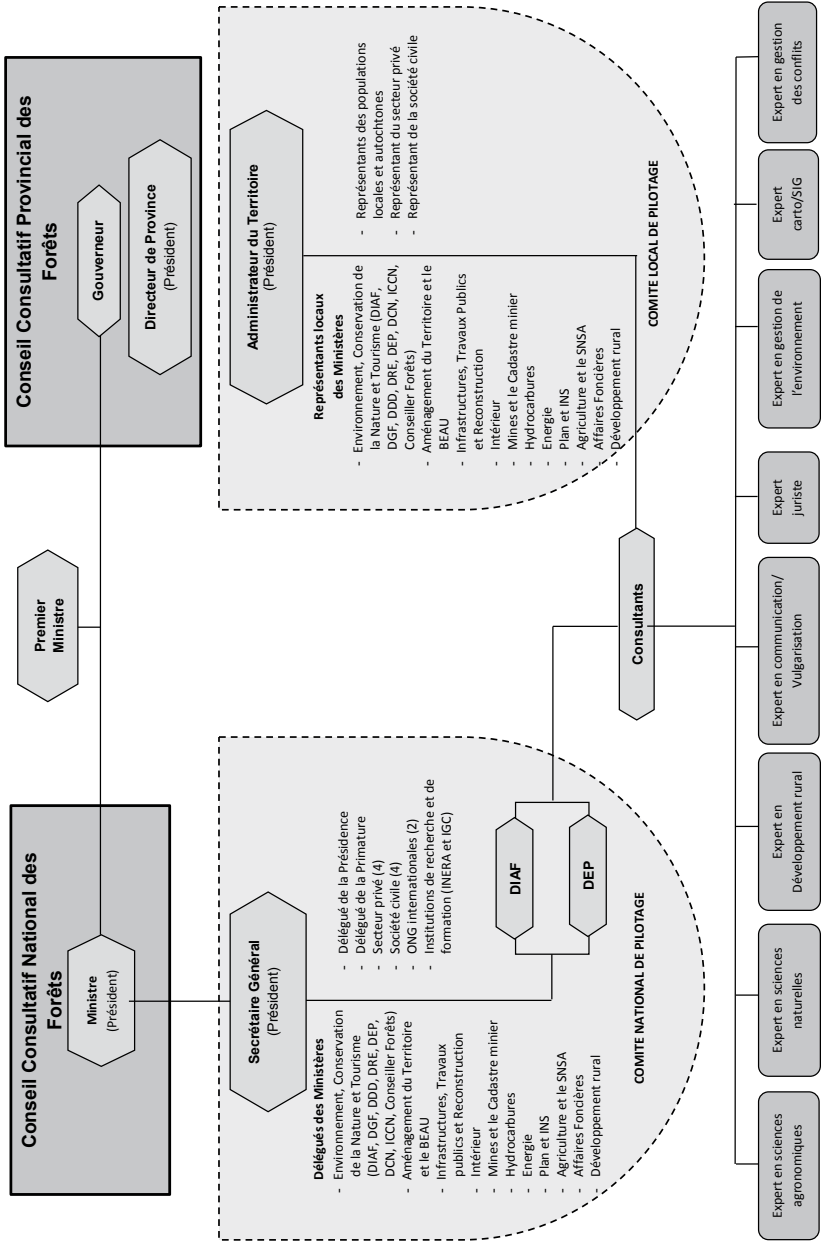 Premier
Ministre
Conseil Consultatif National des
Forêts
Ministre
(Président)
Conseil Consultatif Provincial des
Forêts
Gouverneur
Directeur de Province
(Président)
Secrétaire Général
(Président)
Délégués des Ministères
- Environnement, Conservation
de la Nature et Tourisme
(DIAF, DGF, DDD, DRE, DEP,
DCN, ICCN, Conseiller Forêts)
- Aménagement du Territoire
et le BEAU
- Infrastructures, Travaux
publics et Reconstruction
- Intérieur
- Mines et le Cadastre minier
- Hydrocarbures
- Energie
- Plan et INS
- Agriculture et le SNSA
- Affaires Foncières
- Développement rural
- Délégué de la Présidence
- Délégué de la Primature
- Secteur privé (4)
- Société civile (4)
- ONG internationales (2)
- Institutions de recherche et de
formation (INERA et IGC)
DIAF
DEP
COMITE NATIONAL DE PILOTAGE
Administrateur du Territoire
(Président)
Représentants locaux
des Ministères
- Environnement, Conservation de
la Nature et Tourisme (DIAF,
DGF, DDD, DRE, DEP, DCN, ICCN,
Conseiller Forêts)
- Aménagement du Territoire et le
BEAU
- Infrastructures, Travaux Publics
et Reconstruction
- Intérieur
- Mines et le Cadastre minier
- Hydrocarbures
- Energie
- Plan et INS
- Agriculture et le SNSA
- Affaires Foncières
- Développement rural
- Représentants des populations
locales et autochtones
- Représentant du secteur privé
- Représentant de la société civile
COMITE LOCAL DE PILOTAGE
Consultants
Expert en sciences
agronomiques
Expert en sciences
naturelles
Expert en
Développement rural
Expert en communication/
Vulgarisation
Expert
juriste
Expert en gestion de
l'environnement
Expert
carto/SIG
Expert en gestion
des conflits